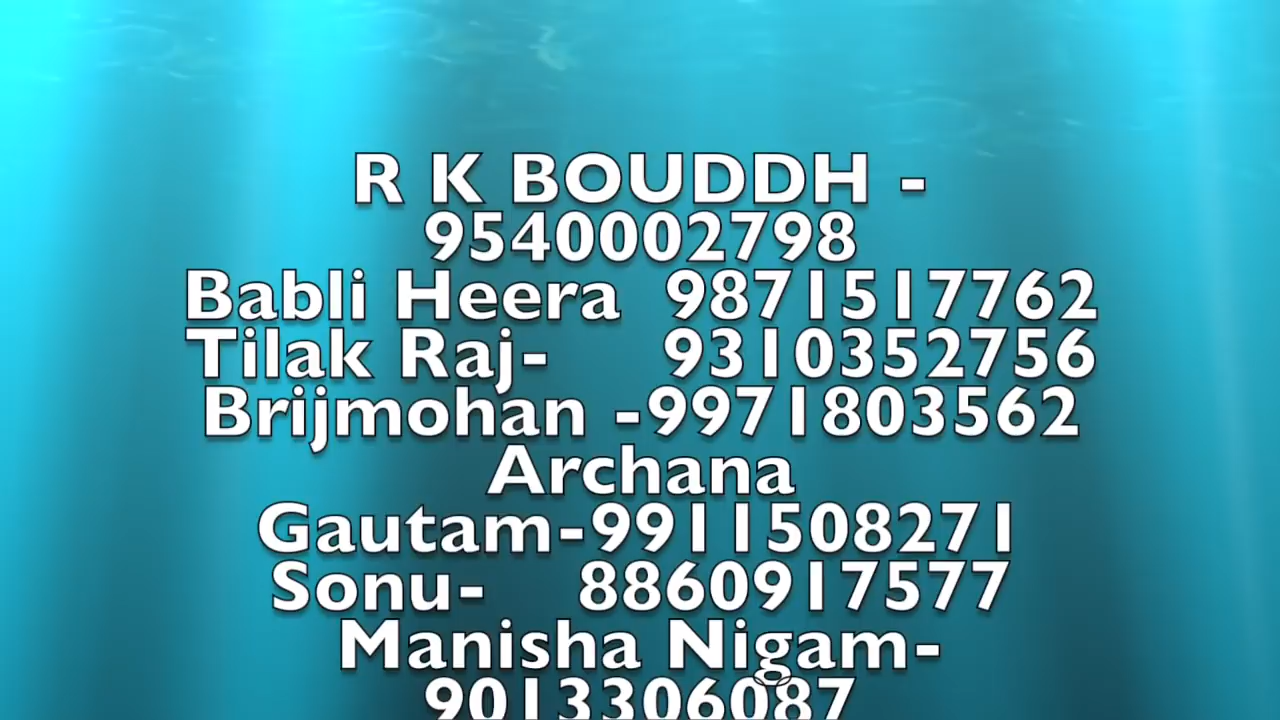 R K BOUDDH -
9540002798
Babli Heera 9871517762
Tilak Raj- 9310352756
Brijmohan -9971803562
Archana
Gautam-9911508271
Sonu- 8860917577
Manisha Nigam-
9013306087